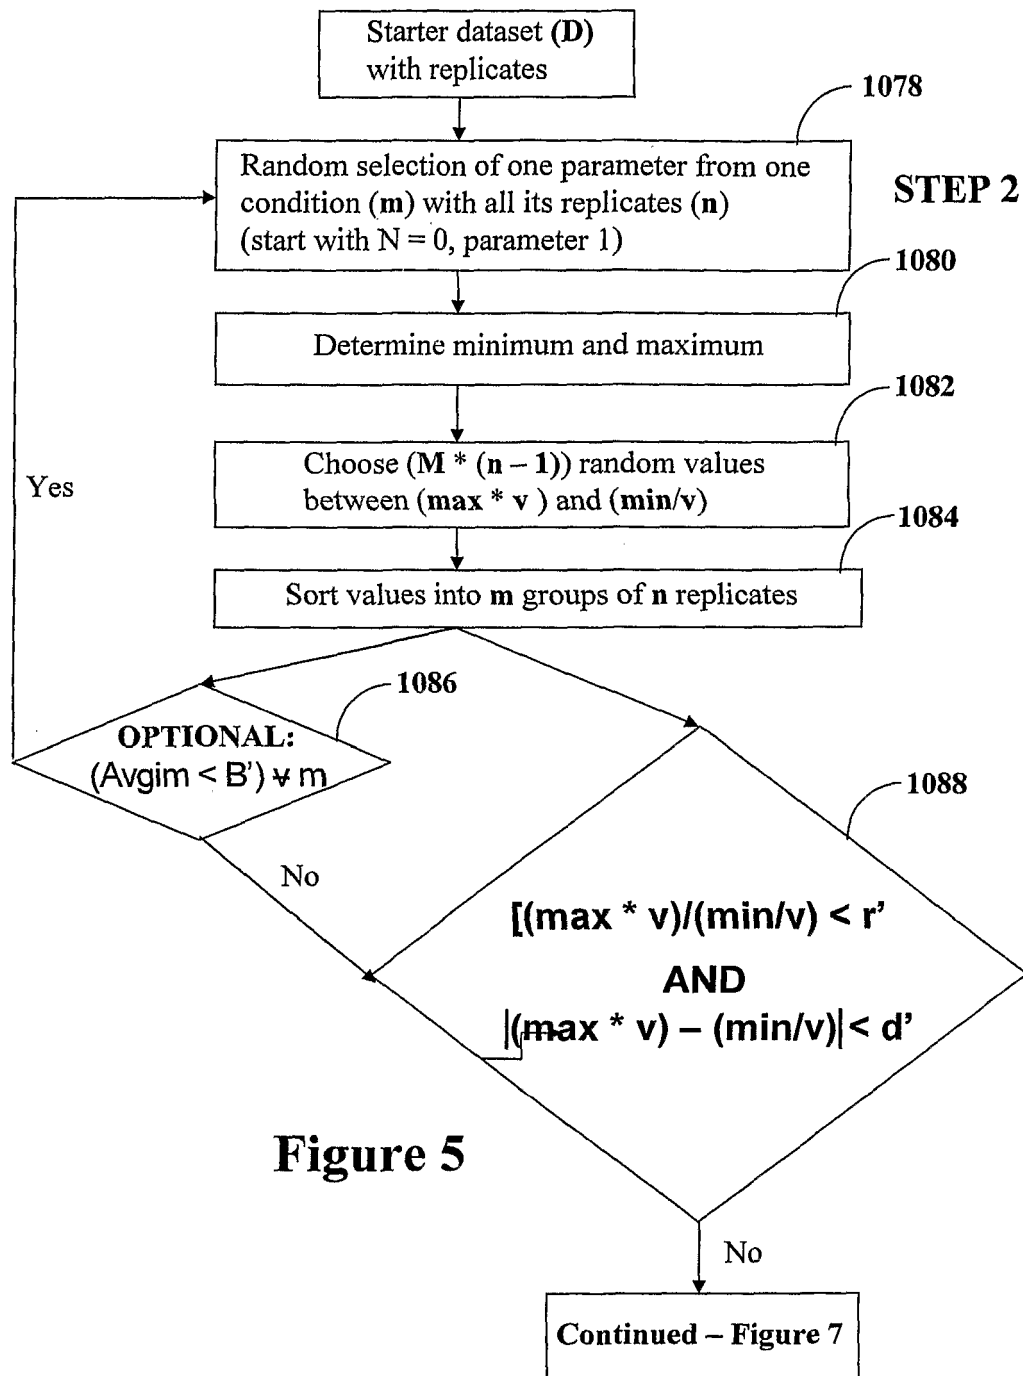 Starter dataset (D)
with replicates
1078
Random selection of one parameter from one
condition (m) with all its replicates (n)
(start with N = 0, parameter 1)
STEP 2
1080
Determine minimum and maximum
1082
Choose (M * (n – 1)) random values
between (max * v ) and (min/v)
Yes
1084
Sort values into m groups of n replicates
1086
OPTIONAL:
(Avgim < B’) ∀ m
1088
No
[(max * v)/(min/v) < r’
AND
|(max * v) – (min/v)| < d’
Figure 5
No
Continued – Figure 7